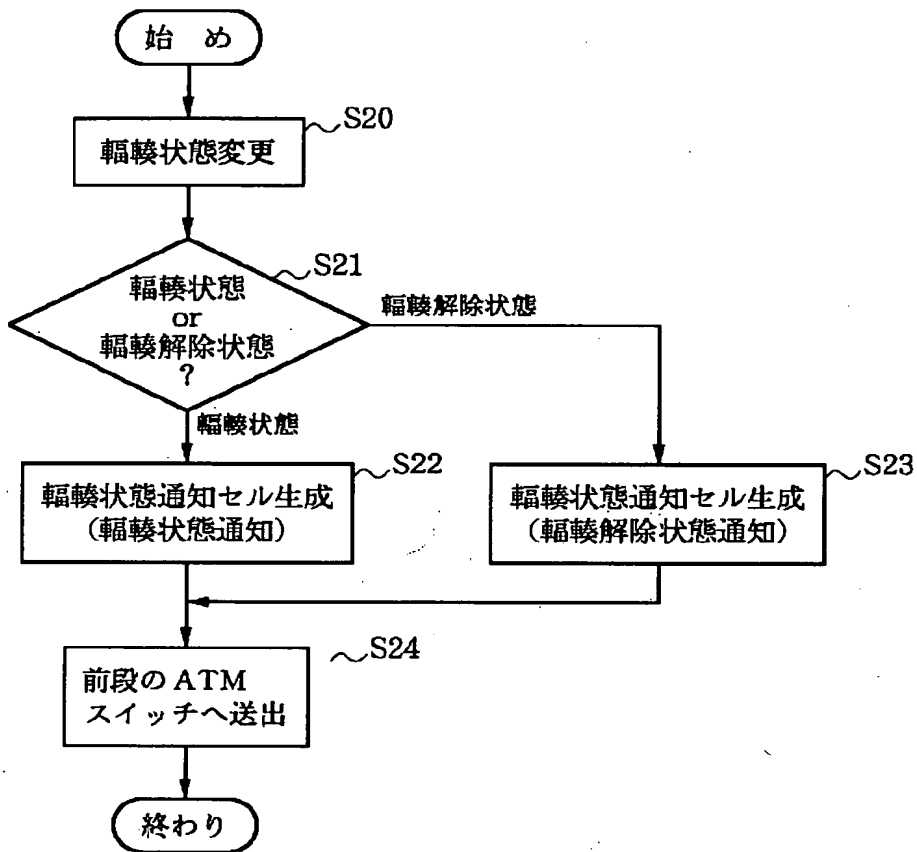 始 め
S20
輻輳状態変更
S21
輻輳状態
or
輻輳解除状態
?
輻輳解除状態
輻輳状態
S22
輻輳状態通知セル生成
(輻輳状態通知)
S23
輻輳状態通知セル生成
(輻輳解除状態通知)
S24
前段のATM
スイッチへ送出
終わり